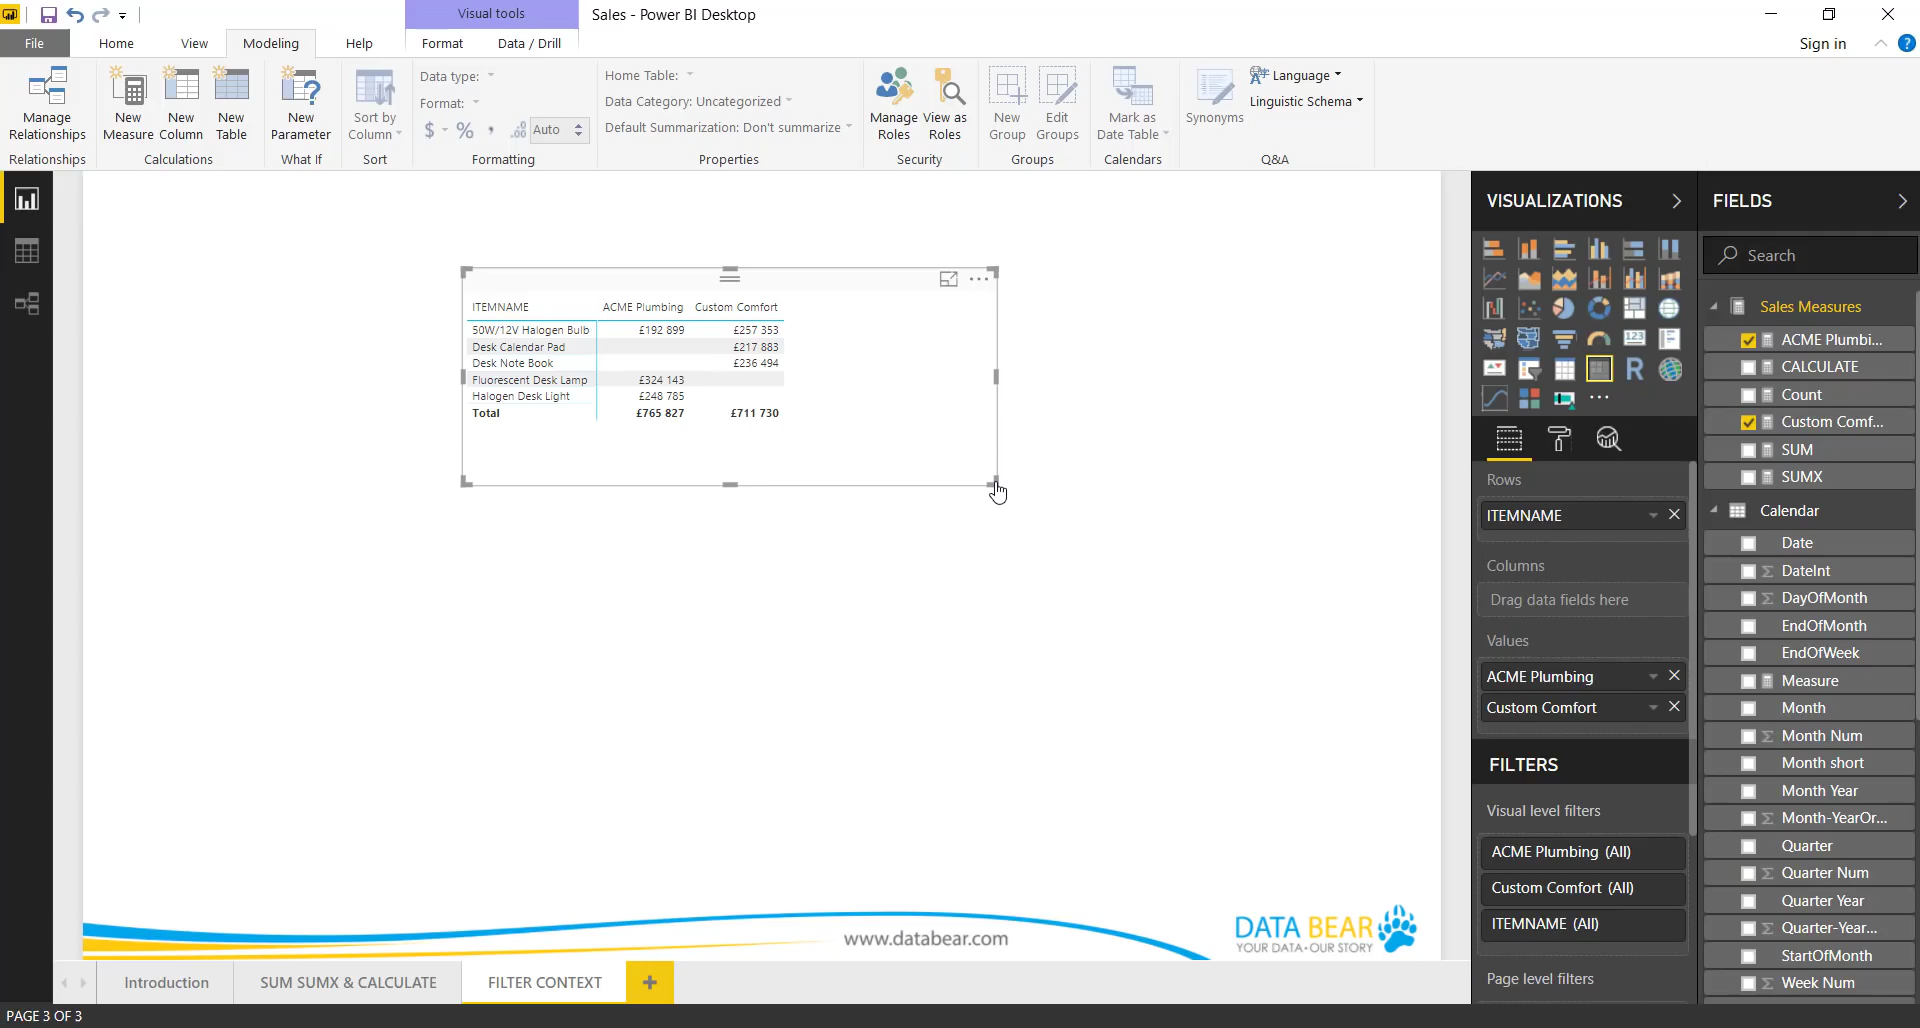 Visual tools
Sales - Power BI Desktop
File
Home
View
Modeling
Help
Format
Data / Drill
Sign in
?
Manage
Relationships
New
Measure
New
Column
New
Table
New
Parameter
Sort by
Column
Data type:
Format:
$ % , .00 Auto
Home Table:
Data Category: Uncategorized
Default Summarization: Don't summarize
Manage
Roles
View as
Roles
New
Group
Edit
Groups
Mark as
Date Table
Synonyms
Language
Linguistic Schema
Relationships
Calculations
What If
Sort
Formatting
Properties
Security
Groups
Calendars
Q&A
ITEMNAME ACME Plumbing Custom Comfort
50W/12V Halogen Bulb £192 899 £257 353
Desk Calendar Pad £217 883
Desk Note Book £236 494
Fluorescent Desk Lamp £324 143
Halogen Desk Light £248 785
Total £765 827 £711 730
www.databear.com
DATA BEAR
YOUR DATA•OUR STORY
Introduction
SUM SUMX & CALCULATE
FILTER CONTEXT
+
PAGE 3 OF 3
VISUALIZATIONS
123
R
Rows
ITEMNAME
Columns
Drag data fields here
Values
ACME Plumbing
Custom Comfort
FILTERS
Visual level filters
ACME Plumbing (All)
Custom Comfort (All)
ITEMNAME (All)
Page level filters
FIELDS
Search
Sales Measures
ACME Plumbi...
CALCULATE
Count
Custom Comf...
SUM
SUMX
Calendar
Date
Σ DateInt
Σ DayOfMonth
EndOfMonth
EndOfWeek
Measure
Month
Σ Month Num
Month short
Month Year
Σ Month-YearOr...
Quarter
Σ Quarter Num
Quarter Year
Σ Quarter-Year...
StartOfMonth
Σ Week Num